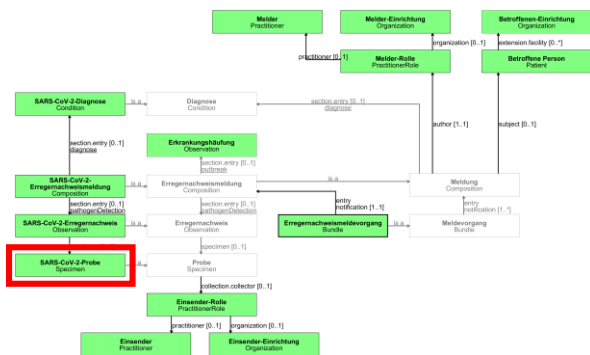 Melder
Practitioner
Melder-Einrichtung
Organization
Betroffenen-Einrichtung
Organization
organization [0..1]
extension.facility [0..*]
practitioner [0..1]
Melder-Rolle
PractitionerRole
Betroffene Person
Patient
SARS-CoV-2-Diagnose
Condition
is a
Diagnose
Condition
section.entry [0..1]
diagnose
author [1..1]
subject [0..1]
section.entry [0..1]
diagnose
Erkrankungshäufung
Observation
section.entry [0..1]
outbreak
SARS-CoV-2-
Erregernachweismeldung
Composition
is a
Erregernachweismeldung
Composition
is a
Meldung
Composition
section.entry [0..1]
pathogenDetection
section.entry [0..1]
pathogenDetection
entry
notification [1..1]
entry
notification [1..*]
SARS-CoV-2-Erregernachweis
Observation
is a
Erregernachweis
Observation
Erregernachweismeldevorgang
Bundle
is a
Meldevorgang
Bundle
specimen [0..1]
SARS-CoV-2-Probe
Specimen
a
Probe
Specimen
collection.collector [0..1]
Einsender-Rolle
PractitionerRole
practitioner [0..1]
organization [0..1]
Einsender
Practitioner
Einsender-Einrichtung
Organization